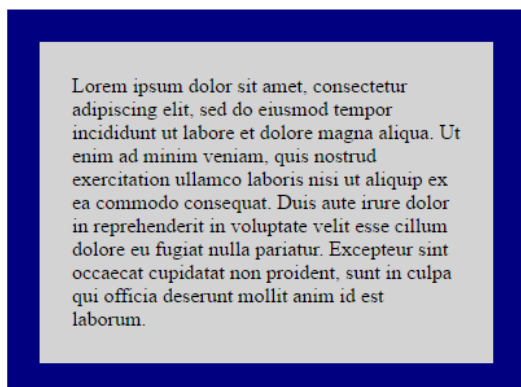 Lorem ipsum dolor sit amet, consectetur
adipiscing elit, sed do eiusmod tempor
incididunt ut labore et dolore magna aliqua. Ut
enim ad minim veniam, quis nostrud
exercitation ullamco laboris nisi ut aliquip ex
ea commodo consequat. Duis aute irure dolor
in reprehenderit in voluptate velit esse cillum
dolore eu fugiat nulla pariatur. Excepteur sint
occaecat cupidatat non proident, sunt in culpa
qui officia deserunt mollit anim id est
laborum.